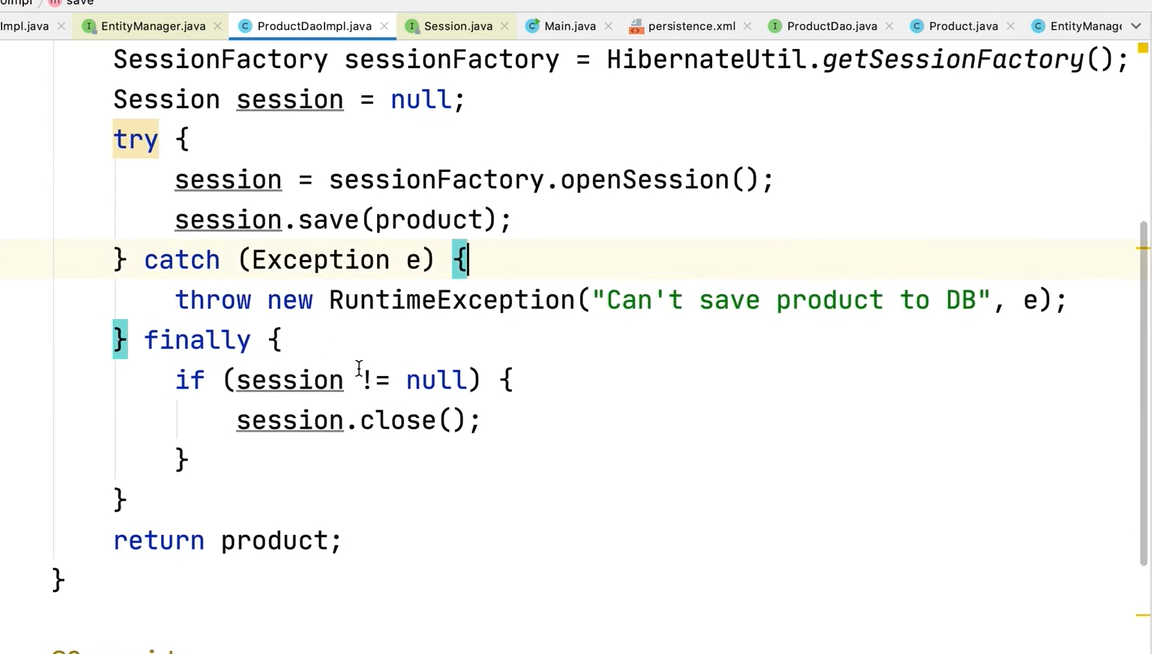 save
Impl.java EntityManager.java ProductDaoImpl.java Session.java Main.java persistence.xml ProductDao.java Product.java EntityManag
SessionFactory sessionFactory = HibernateUtil.getSessionFactory();
Session session = null;
try {
session = sessionFactory.openSession();
session.save(product);
} catch (Exception e) {
throw new RuntimeException("Can't save product to DB", e);
} finally {
if (session != null) {
session.close();
}
}
return product;
}